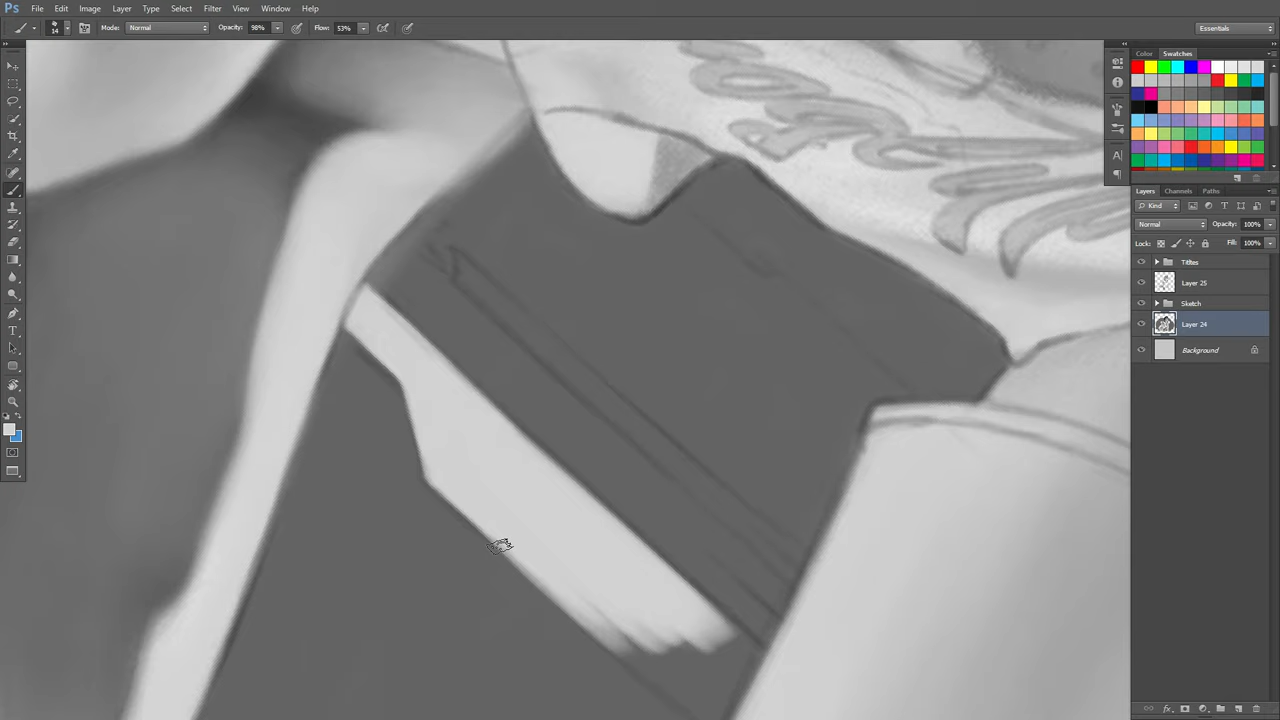 Ps File Edit Image Layer Type Select Filter View Window Help
14 Mode: Normal Opacity: 98% Flow: 53% Essentials
Color Swatches
Layers Channels Paths
Kind
Normal Opacity: 100%
Lock: Fill: 100%
Layer 25
Sketch
Layer 24
Background